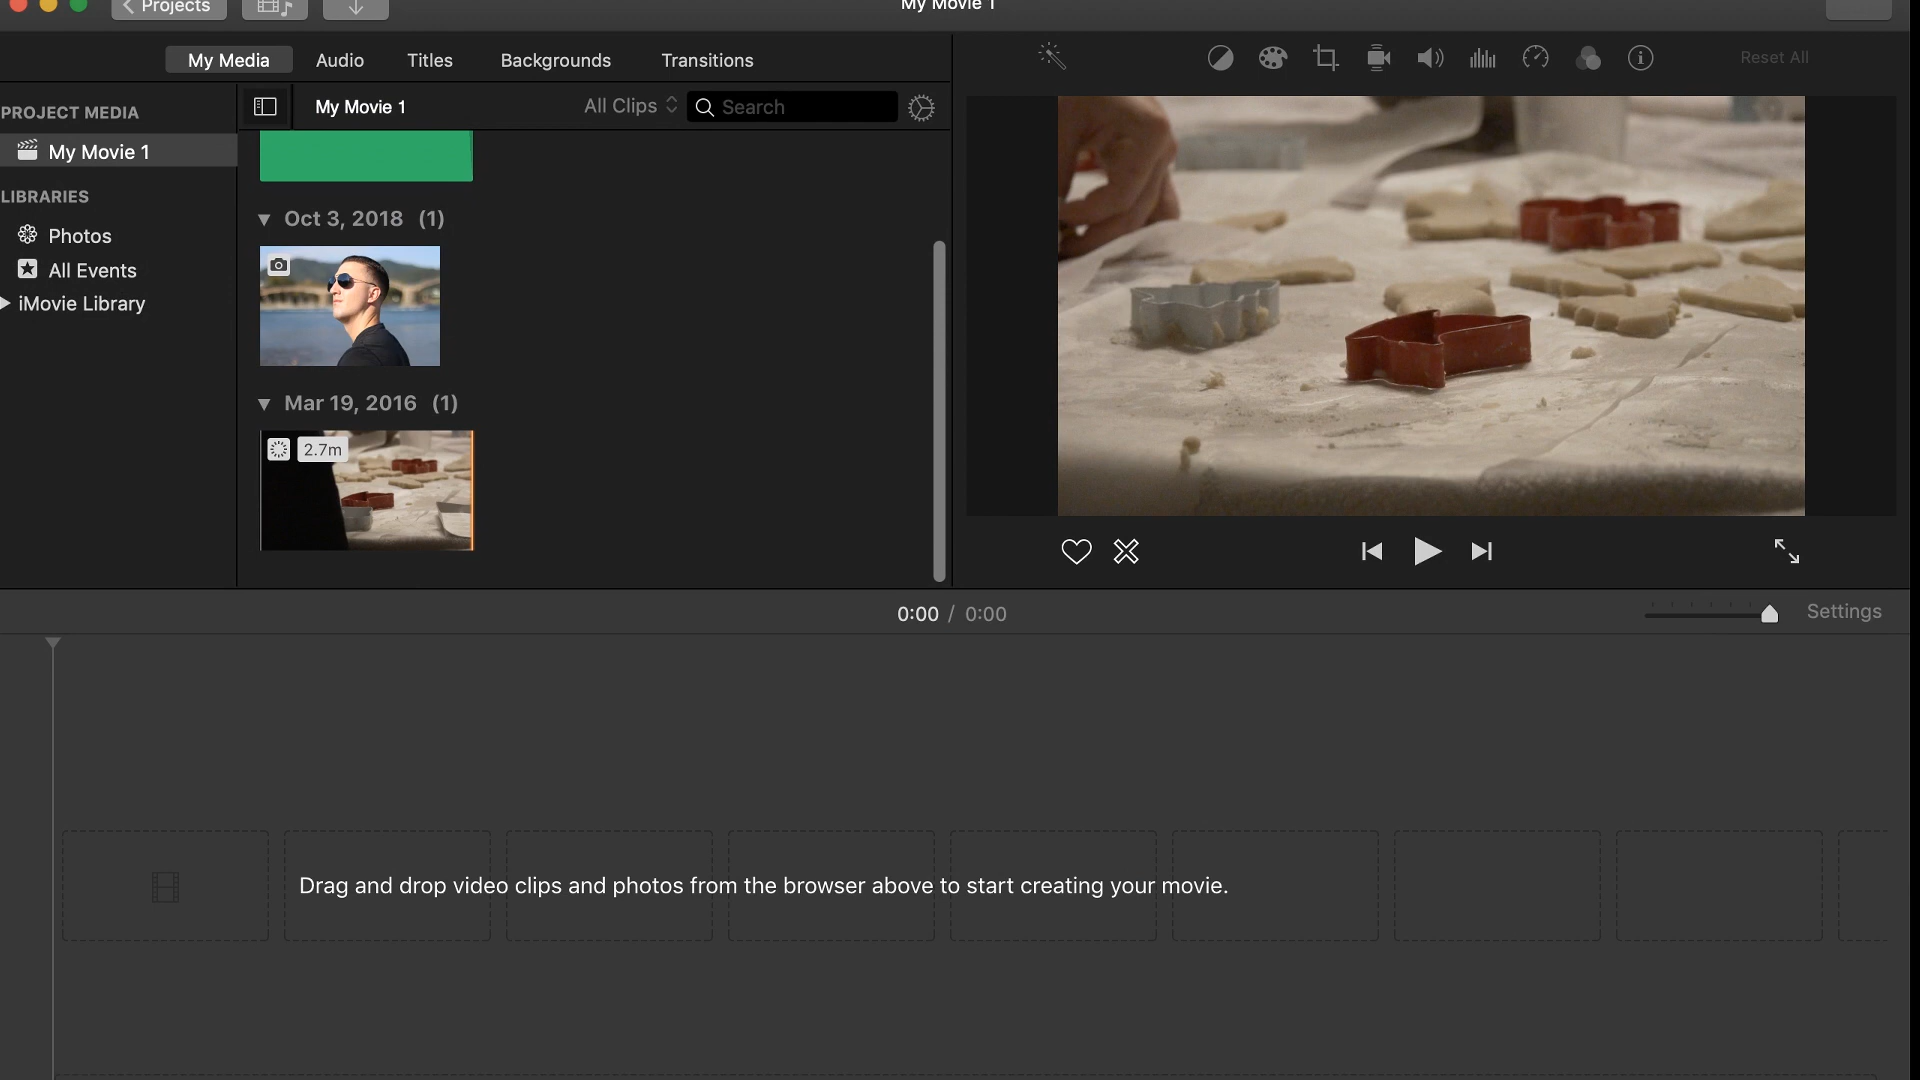 Projects
My Movie 1
My Media
Audio
Titles
Backgrounds
Transitions
Reset All
PROJECT MEDIA
My Movie 1
LIBRARIES
Photos
All Events
iMovie Library
My Movie 1
All Clips
Search
Oct 3, 2018 (1)
Mar 19, 2016 (1)
2.7m
0:00 / 0:00
Settings
Drag and drop video clips and photos from the browser above to start creating your movie.